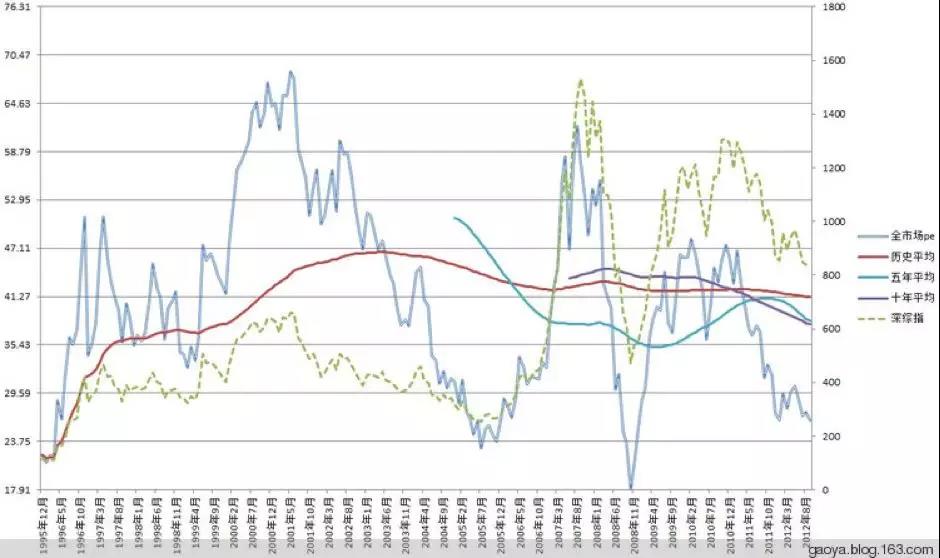 76.31
70.47
64.63
58.79
52.95
47.11
41.27
35.43
29.59
23.75
17.91
1800
1600
1400
1200
1000
800
600
400
200
0
全市场pe
历史平均
五年平均
十年平均
深综指
1995年12月
1996年5月
1996年10月
1997年3月
1997年8月
1998年1月
1998年6月
1998年11月
1999年4月
1999年9月
2000年2月
2000年7月
2000年12月
2001年5月
2001年10月
2002年3月
2002年8月
2003年1月
2003年6月
2003年11月
2004年4月
2004年9月
2005年2月
2005年7月
2005年12月
2006年5月
2006年10月
2007年3月
2007年8月
2008年1月
2008年6月
2008年11月
2009年4月
2009年9月
2010年2月
2010年7月
2010年12月
2011年5月
2011年10月
2012年3月
2012年8月
gaoya.blog.163.com